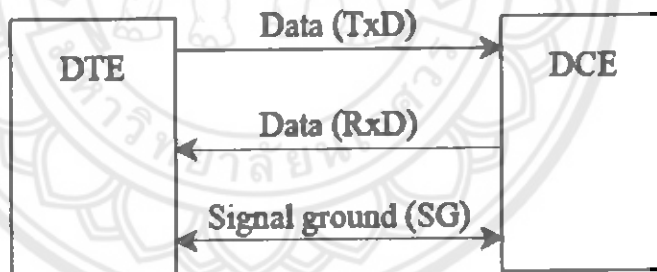 Data (TxD)
DTE
DCE
Data (RxD)
Signal ground (SG)